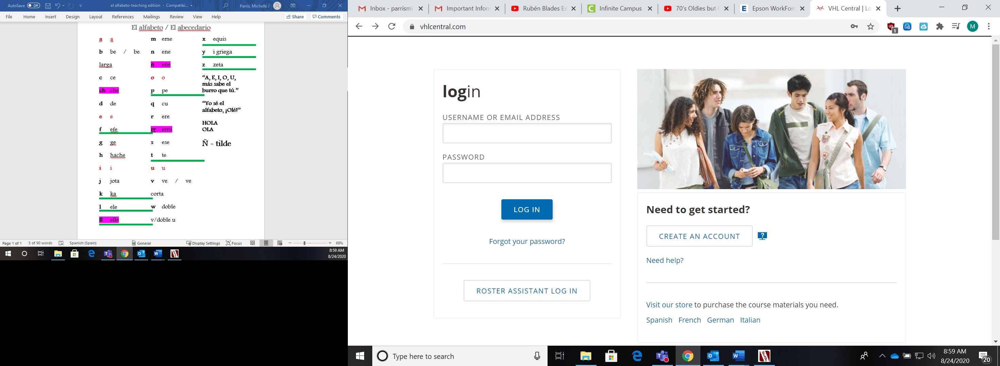 AutoSave Off el alfabeto-teaching edition - Compatibi... Parris, Michelle J
File Home Insert Design Layout References Mailings Review View Help Share Comments
El alfabeto / El abecedario
a a
b be / be
larga
c ce
ch che
d de
e e
f efe
g ge
h hache
i i
j jota
k ka
l ele
ll elle
m eme
n ene
ñ eñe
o o
p pe
q cu
r ere
rr erre
s ese
t te
u u
v ve / ve
corta
w doble
v/doble u
x equis
y i griega
z zeta
“A, E, I, O, U,
más sabe el
burro que tú.”
“Yo sé el
alfabeto, ¡Olé!”
HOLA
OLA
Ñ ~ tilde
Page 1 of 1 5 of 90 words Spanish (Spain) General Display Settings Focus 68%
8:59 AM
8/24/2020
Inbox - parrismi Important Inform Rubén Blades Ex Infinite Campus 70's Oldies but Epson WorkForc VHL Central | Lo
vhlcentral.com
1
M
login
USERNAME OR EMAIL ADDRESS
PASSWORD
LOG IN
Forgot your password?
ROSTER ASSISTANT LOG IN
Need to get started?
CREATE AN ACCOUNT
Need help?
Visit our store to purchase the course materials you need.
Spanish French German Italian
Type here to search
8:59 AM
8/24/2020
20